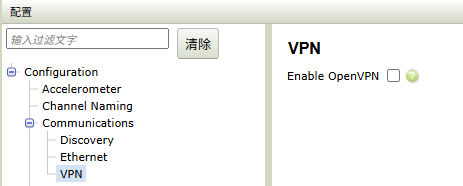 配置
输入过滤文字
清除
Configuration
Accelerometer
Channel Naming
Communications
Discovery
Ethernet
VPN
VPN
Enable OpenVPN
?